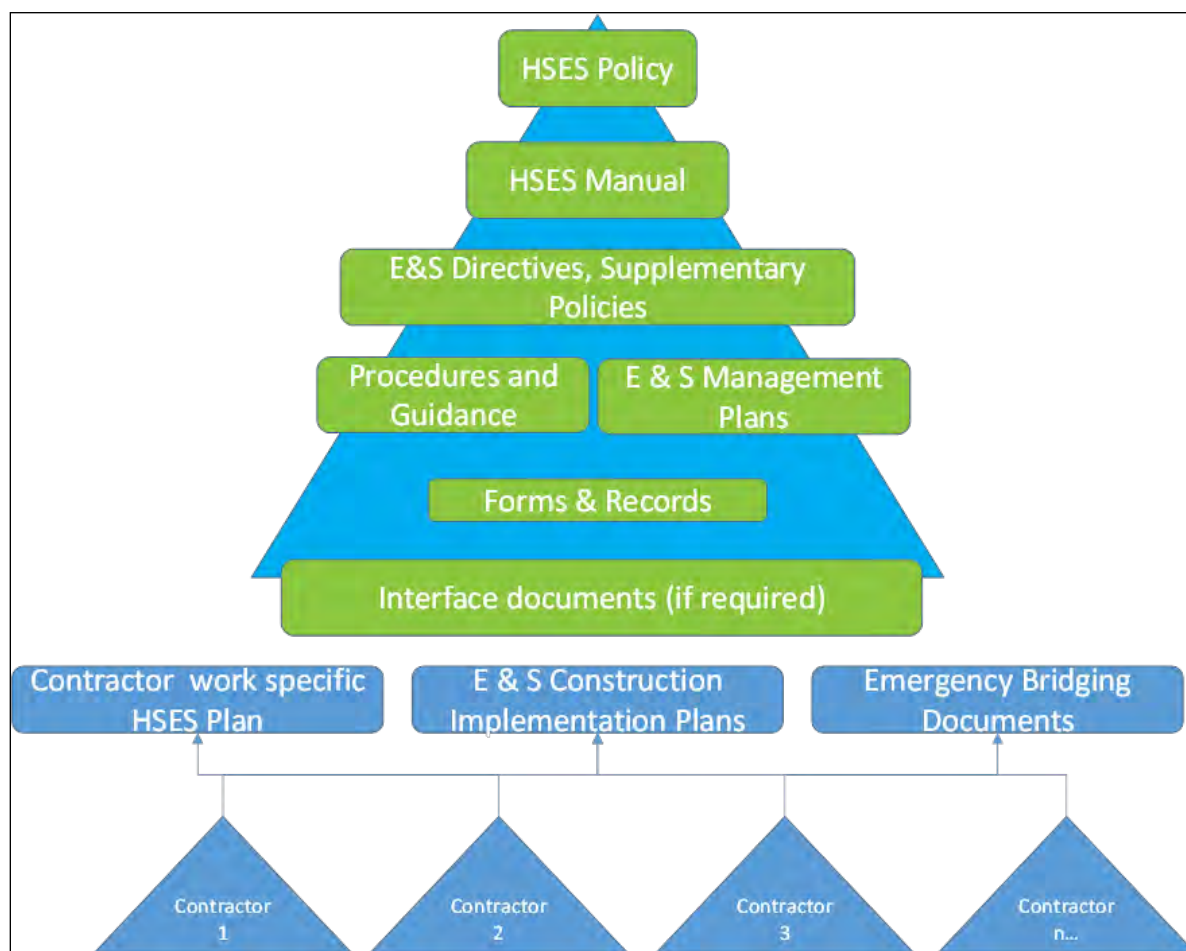 HSES Policy
HSES Manual
E&S Directives, Supplementary
Policies
Procedures and
Guidance
E & S Management
Plans
Forms & Records
Interface documents (if required)
Contractor work specific
HSES Plan
E & S Construction
Implementation Plans
Emergency Bridging
Documents
Contractor
1
Contractor
2
Contractor
3
Contractor
n...